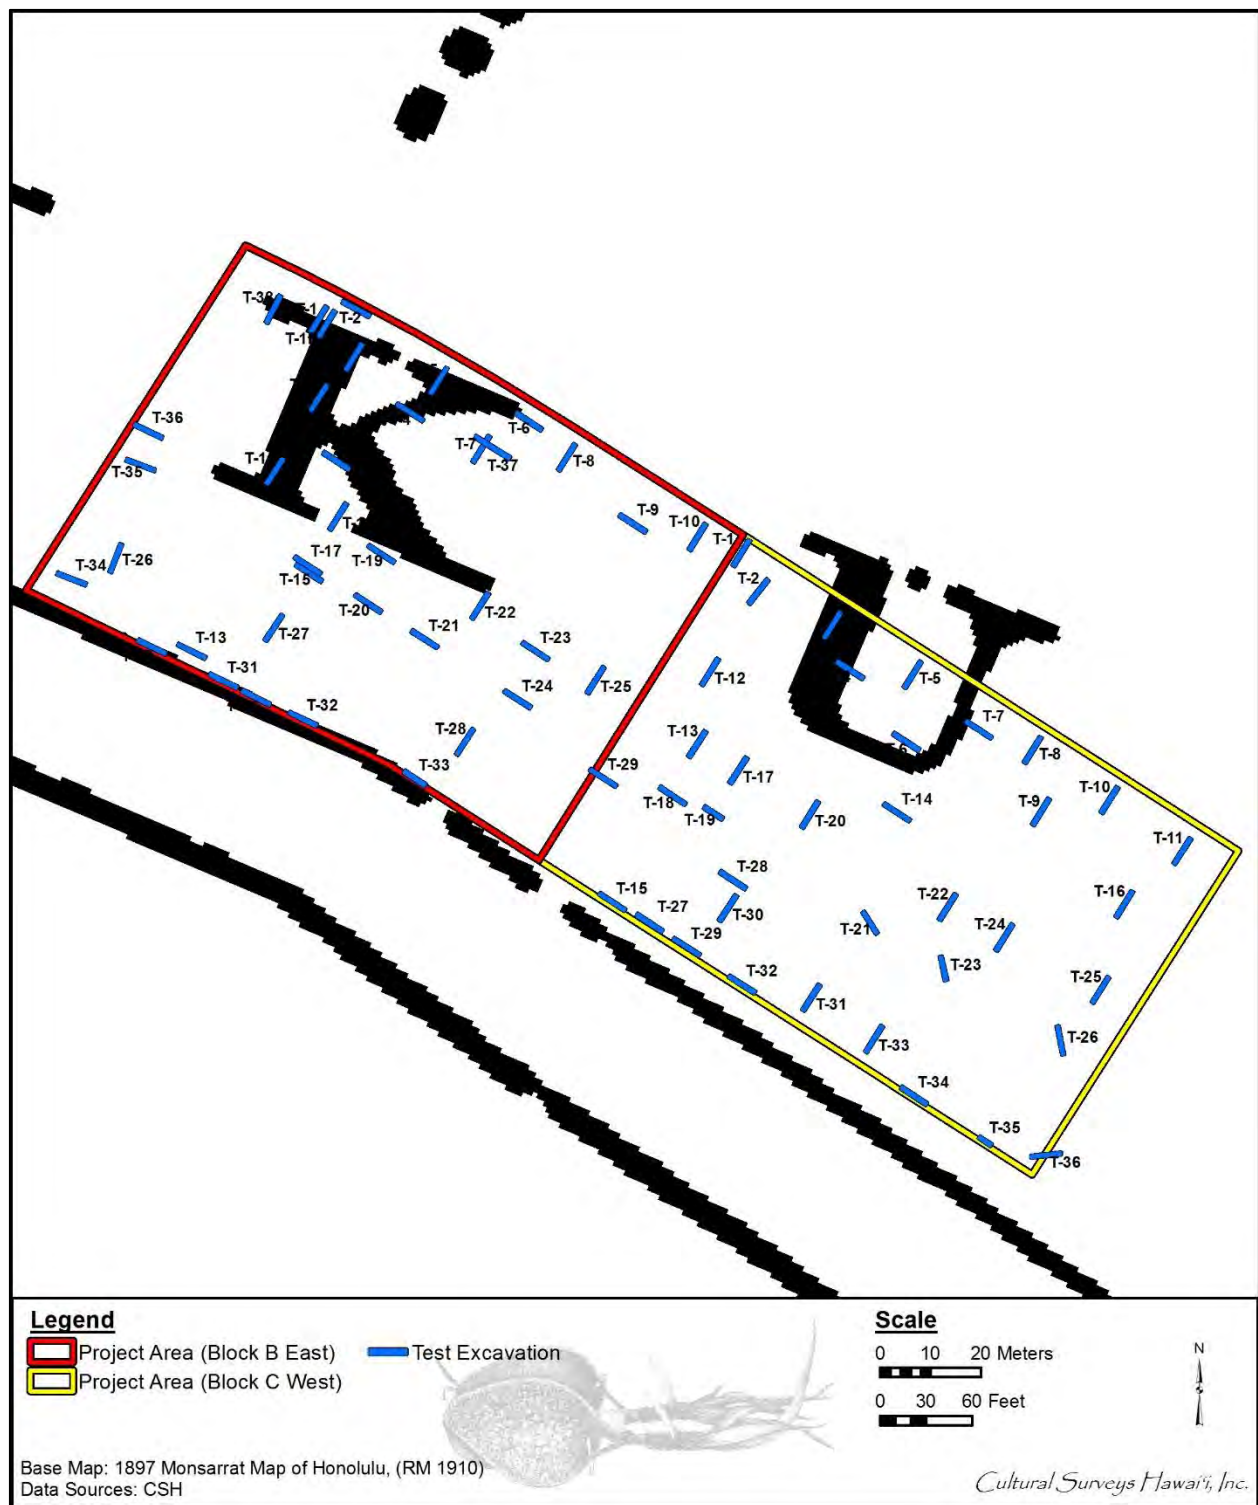 K
U
T-38
T-2
T-36
T-35
T-6
T-7
T-37
T-8
T-9
T-10
T-1
T-2
T-17
T-19
T-15
T-34
T-26
T-20
T-22
T-27
T-21
T-23
T-13
T-31
T-24
T-25
T-32
T-28
T-33
T-12
T-5
T-13
T-7
T-17
T-8
T-29
T-10
T-18
T-14
T-9
T-19
T-20
T-11
T-28
T-15
T-16
T-27
T-30
T-22
T-21
T-24
T-29
T-23
T-32
T-25
T-31
T-33
T-26
T-34
T-35
T-36
Legend
Project Area (Block B East)
Test Excavation
Project Area (Block C West)
Scale
0 10 20 Meters
0 30 60 Feet
N
Base Map: 1897 Monsarrat Map of Honolulu, (RM 1910)
Data Sources: CSH
Cultural Surveys Hawai‘i, Inc.